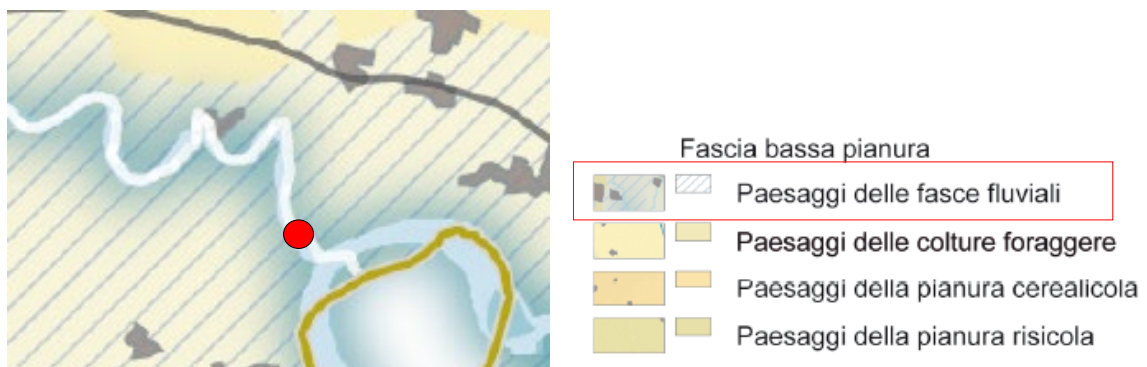 Fascia bassa pianura
Paesaggi delle fasce fluviali
Paesaggi delle colture foraggere
Paesaggi della pianura cerealicola
Paesaggi della pianura risicola